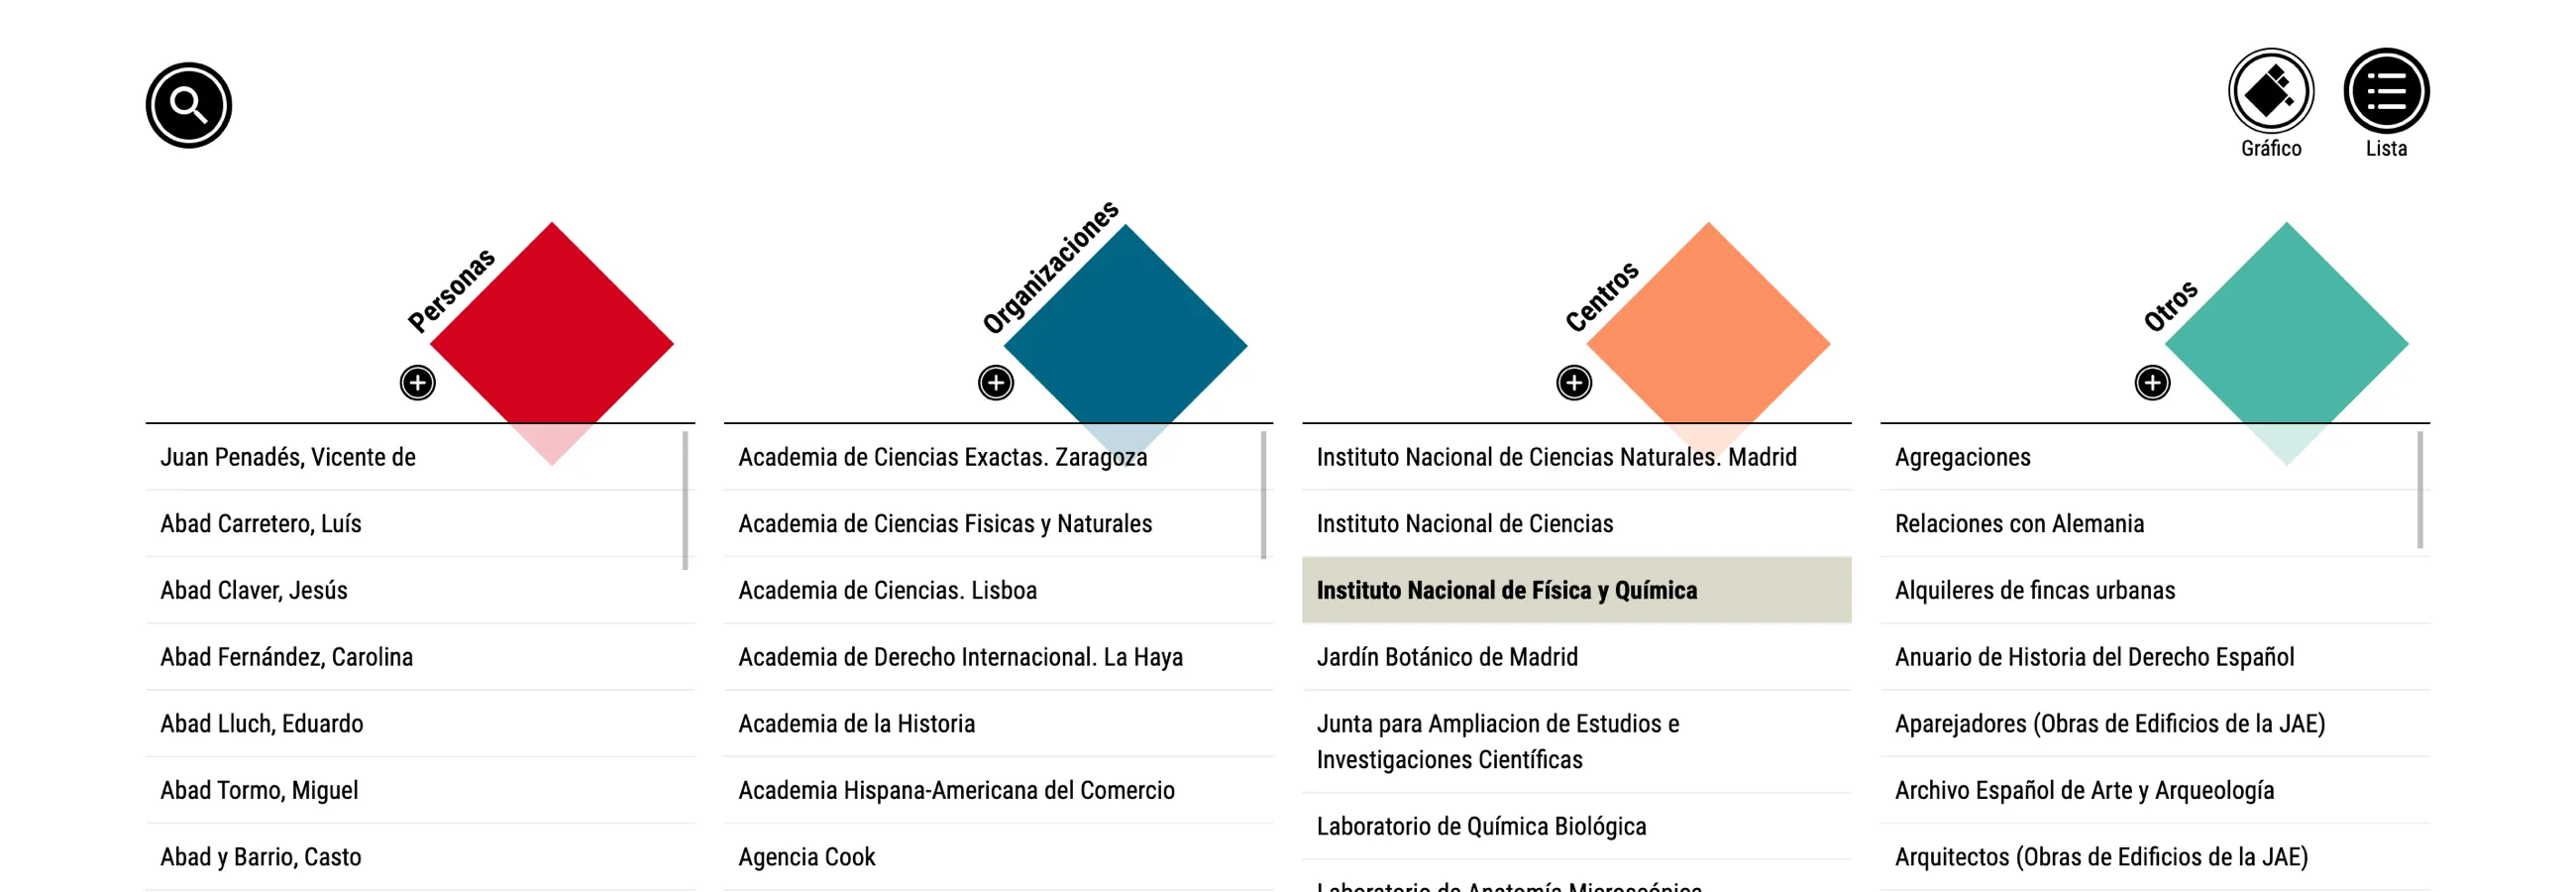 Gráfico
Lista
Personas
Organizaciones
Centros
Otros
Juan Penadés, Vicente de
Abad Carretero, Luís
Abad Claver, Jesús
Abad Fernández, Carolina
Abad Lluch, Eduardo
Abad Tormo, Miguel
Abad y Barrio, Casto
Academia de Ciencias Exactas. Zaragoza
Academia de Ciencias Fisicas y Naturales
Academia de Ciencias. Lisboa
Academia de Derecho Internacional. La Haya
Academia de la Historia
Academia Hispana-Americana del Comercio
Agencia Cook
Instituto Nacional de Ciencias Naturales. Madrid
Instituto Nacional de Ciencias
Instituto Nacional de Física y Química
Jardín Botánico de Madrid
Junta para Ampliacion de Estudios e
Investigaciones Científicas
Laboratorio de Química Biológica
Laboratorio de Anatomía Microscópica
Agregaciones
Relaciones con Alemania
Alquileres de fincas urbanas
Anuario de Historia del Derecho Español
Aparejadores (Obras de Edificios de la JAE)
Archivo Español de Arte y Arqueología
Arquitectos (Obras de Edificios de la JAE)